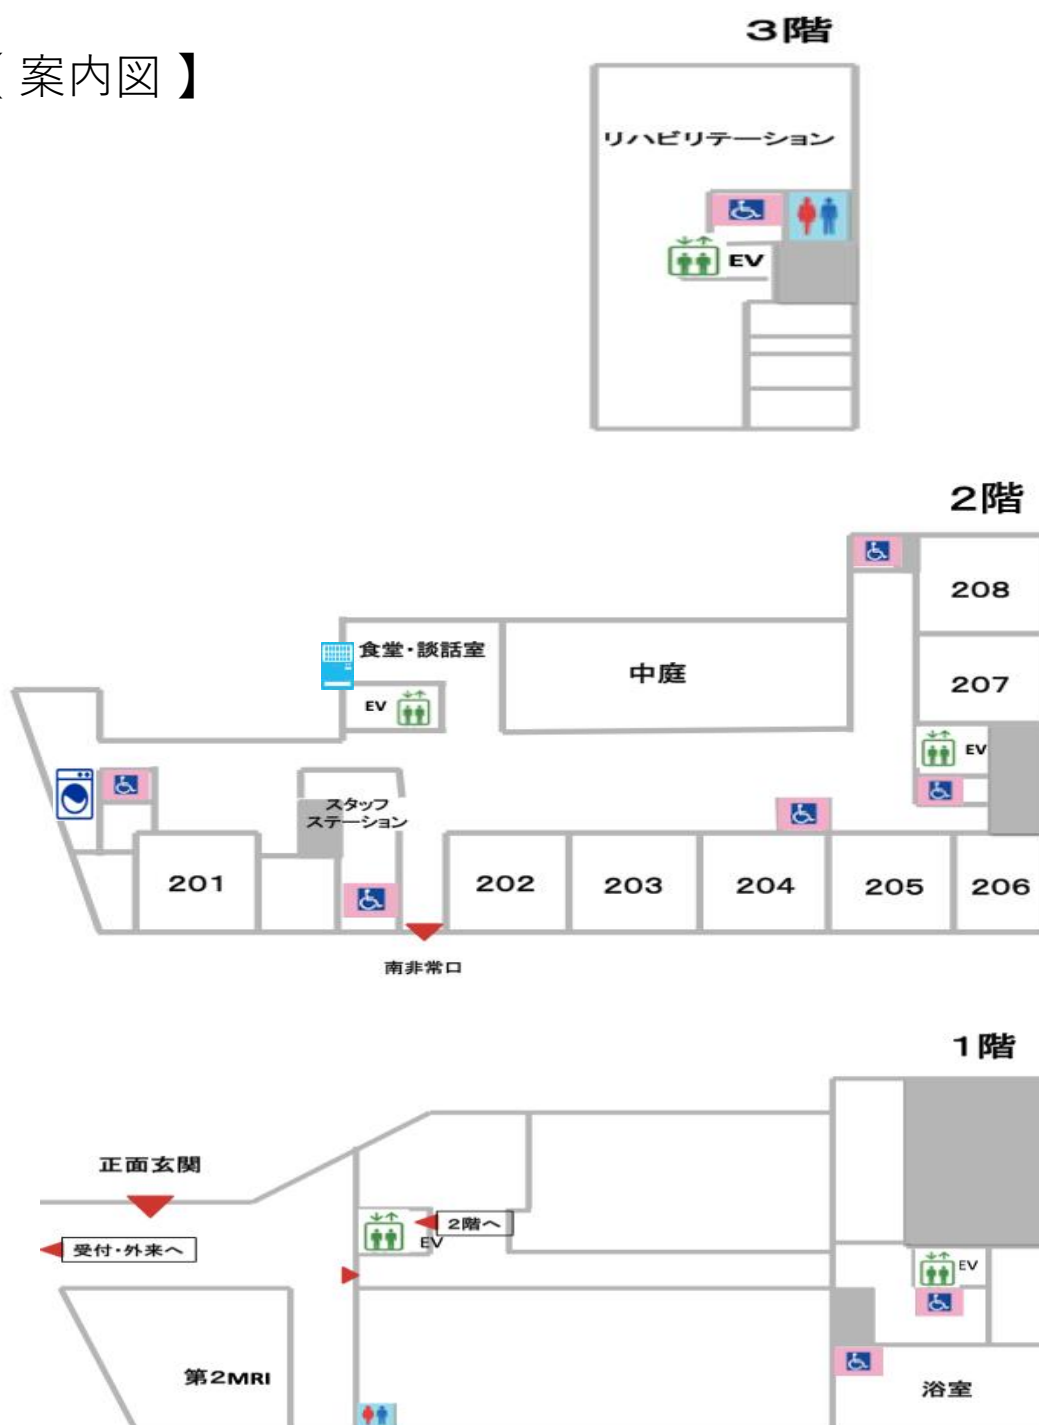 【 案内図 】
3階
リハビリテーション
EV
2階
208
食堂・談話室
中庭
207
EV
EV
スタッフ
ステーション
201
202
203
204
205
206
南非常口
1階
正面玄関
2階へ
EV
受付・外来へ
EV
第2MRI
浴室